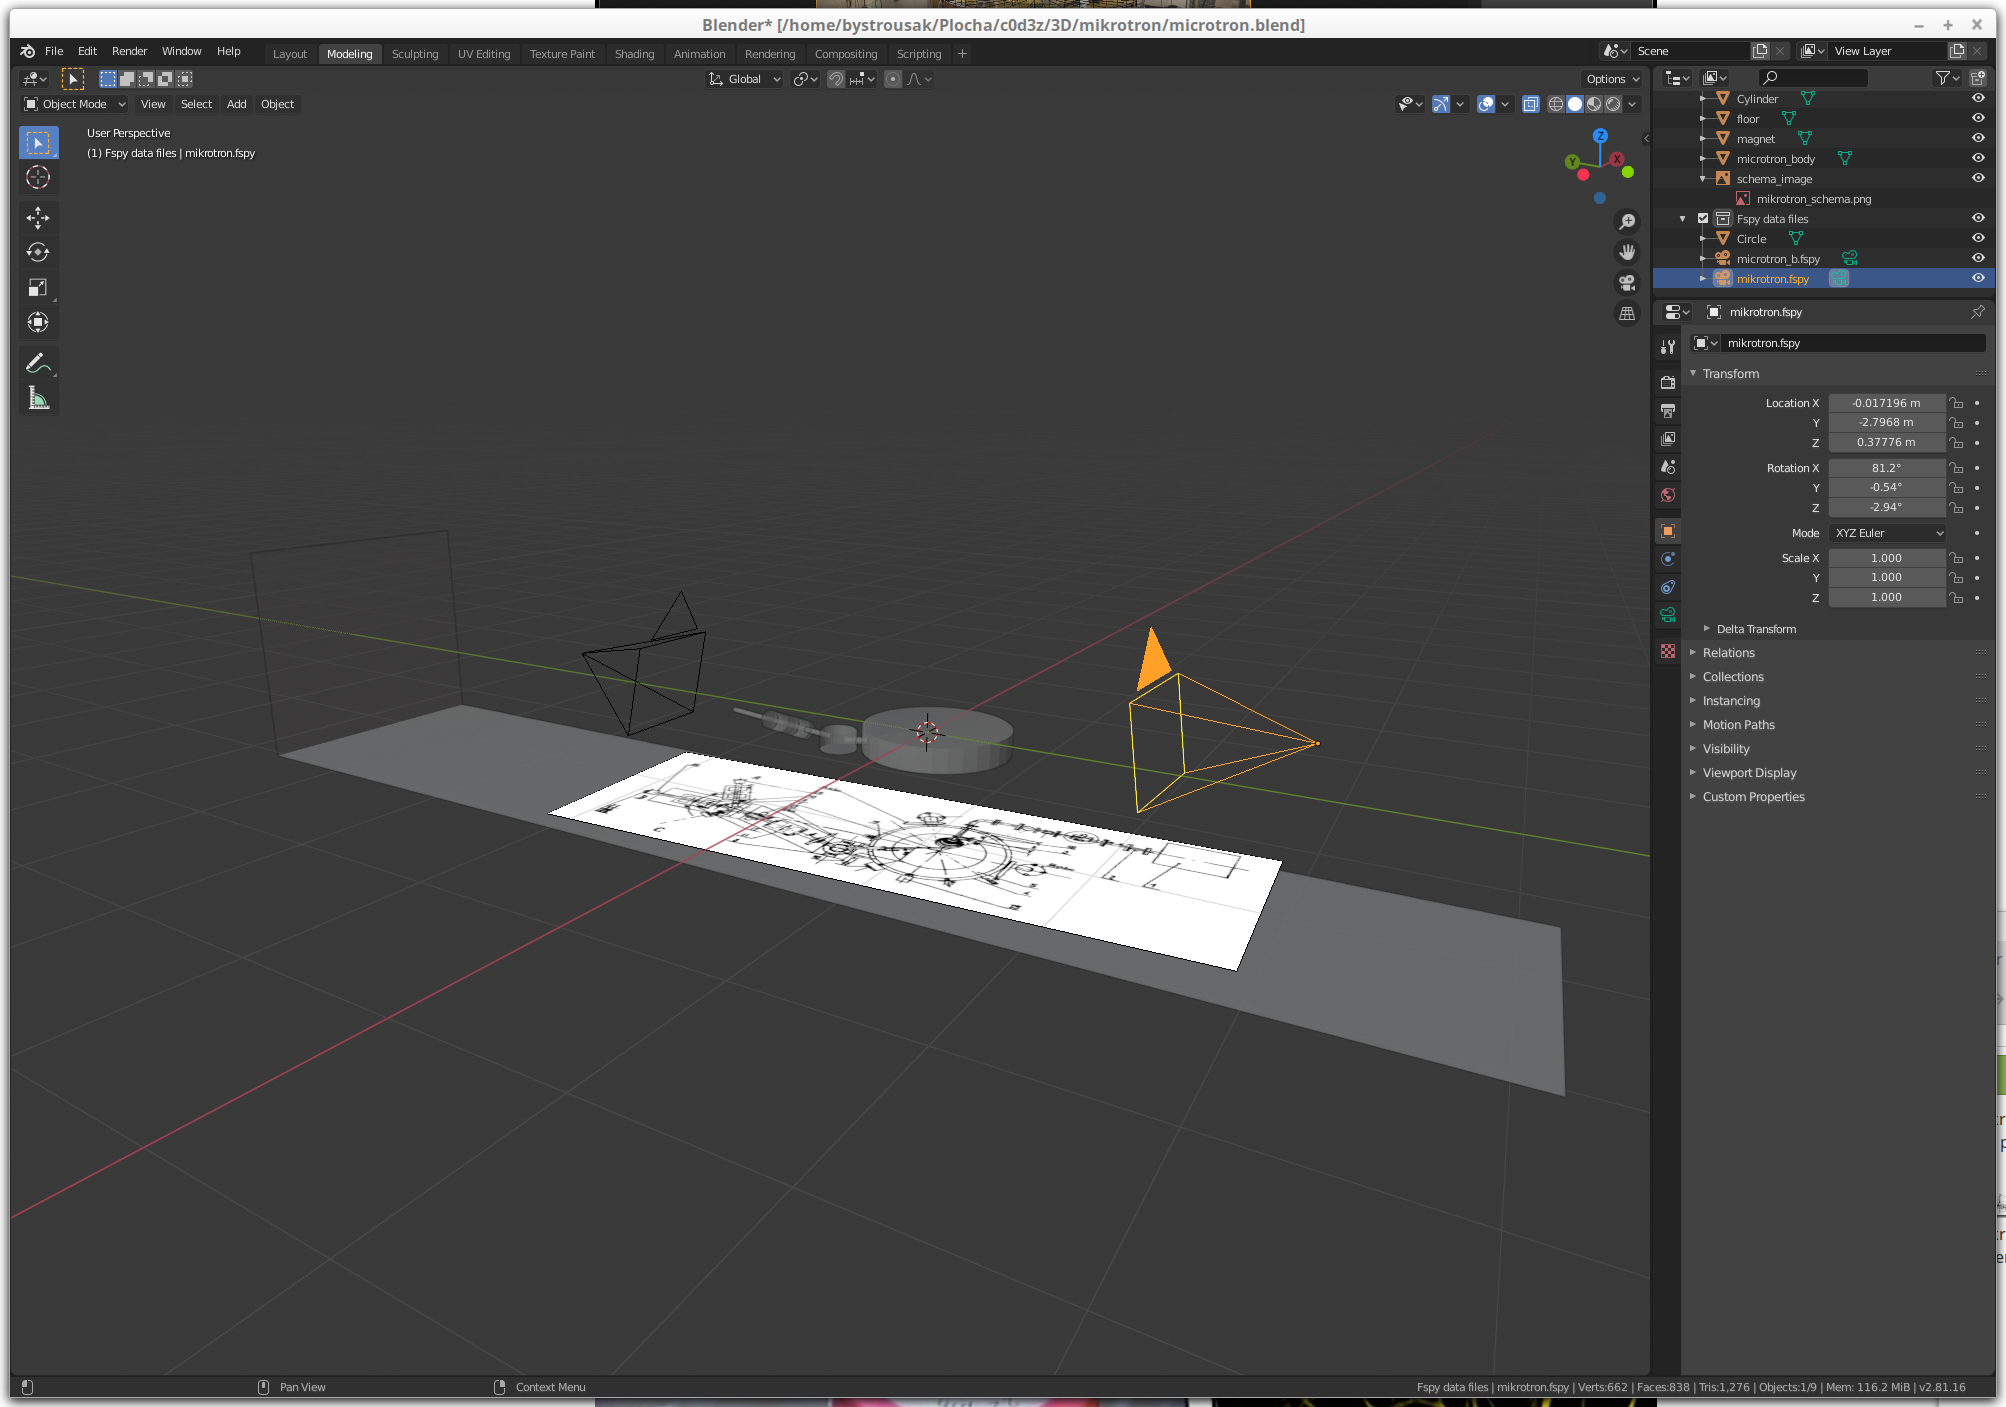 Blender* [/home/bystrousak/Plocha/c0d3z/3D/mikrotron/microtron.blend]
File Edit Render Window Help
Layout Modeling Sculpting UV Editing Texture Paint Shading Animation Rendering Compositing Scripting +
Scene
View Layer
Global
Options
Object Mode View Select Add Object
User Perspective
(1) Fspy data files | mikrotron.fspy
Z
Y
X
Cylinder
floor
magnet
microtron_body
schema_image
mikrotron_schema.png
Fspy data files
Circle
microtron_b.fspy
mikrotron.fspy
mikrotron.fspy
mikrotron.fspy
Transform
Location X -0.017196 m
Y -2.7968 m
Z 0.37776 m
Rotation X 81.2°
Y -0.54°
Z -2.94°
Mode XYZ Euler
Scale X 1.000
Y 1.000
Z 1.000
Delta Transform
Relations
Collections
Instancing
Motion Paths
Visibility
Viewport Display
Custom Properties
Pan View
Context Menu
Fspy data files | mikrotron.fspy | Verts:662 | Faces:838 | Tris:1,276 | Objects:1/9 | Mem: 116.2 MiB | v2.81.16